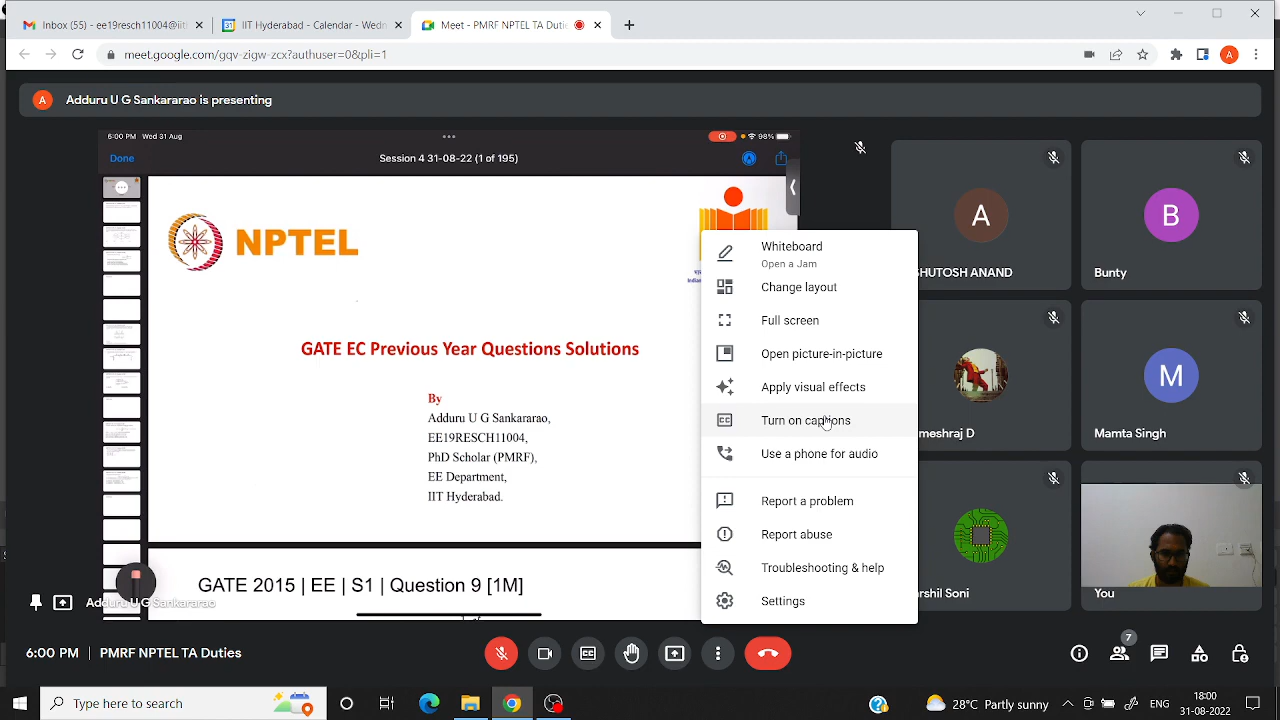 Inbox (5) - ee19resch11004@iit
IIT Hyderabad - Calendar - Wedn
Meet - PMRF NPTEL TA Dutie
meet.google.com/gqv-zigw-zcx?authuser=0&pli=1
A
A
Adduru U G Sankararao is presenting
6:00 PM Wed 31 Aug
98%
Done
Session 4 31-08-22 (1 of 195)
NPTEL
GATE EC Previous Year Questions Solutions
By
Adduru U G Sankararao,
EE19RESCH11004,
PhD Scholar (PMRF),
EE Department,
IIT Hyderabad.
GATE 2015 | EE | S1 | Question 9 [1M]
Adduru U G Sankararao
Whiteboard
Open a Jam
Change layout
Full screen
Open picture-in-picture
Apply visual effects
CC
Turn on captions
Use a phone for audio
Report a problem
Report abuse
Troubleshooting & help
Settings
A
HUTOSH ANAND
B
Bunty
meshraj D
M
Mamta Singh
arshil Soni
You
6:00 PM | PMRF NPTEL TA Duties
7
Type here to search
28°C Partly sunny
ENG
18:00
31-08-2022